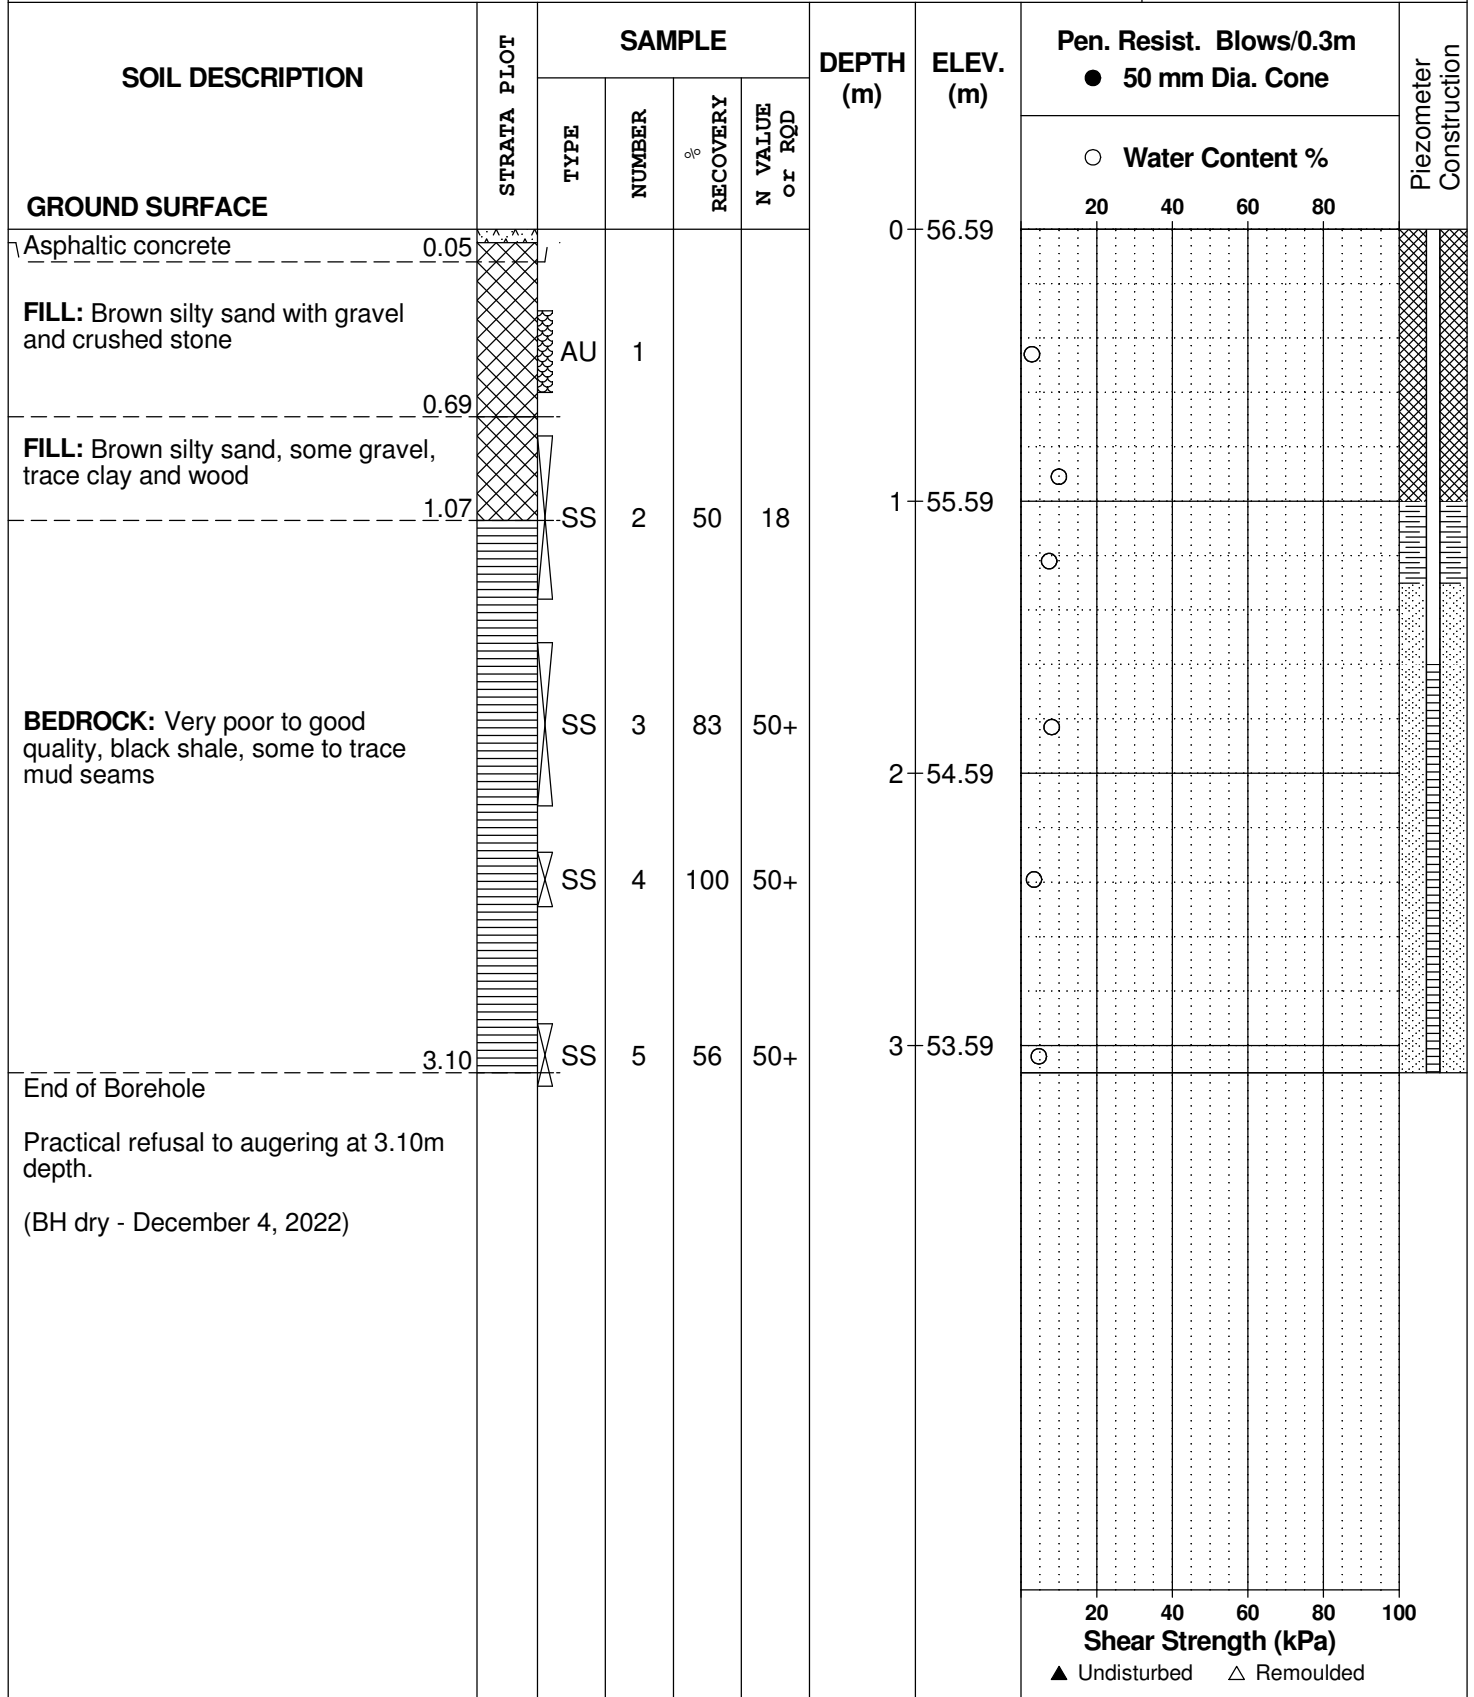 SOIL DESCRIPTION
GROUND SURFACE
STRATA PLOT
SAMPLE
TYPE
NUMBER
%
RECOVERY
N VALUE
or RQD
DEPTH
(m)
ELEV.
(m)
Pen. Resist. Blows/0.3m
● 50 mm Dia. Cone
○ Water Content %
20 40 60 80
Piezometer
Construction
0 56.59
Asphaltic concrete 0.05
FILL: Brown silty sand with gravel
and crushed stone
AU 1
0.69
FILL: Brown silty sand, some gravel,
trace clay and wood
1.07
1 55.59
SS 2 50 18
BEDROCK: Very poor to good
quality, black shale, some to trace
mud seams
SS 3 83 50+
2 54.59
SS 4 100 50+
3 53.59
SS 5 56 50+
3.10
End of Borehole
Practical refusal to augering at 3.10m
depth.
(BH dry - December 4, 2022)
20 40 60 80 100
Shear Strength (kPa)
▲ Undisturbed △ Remoulded